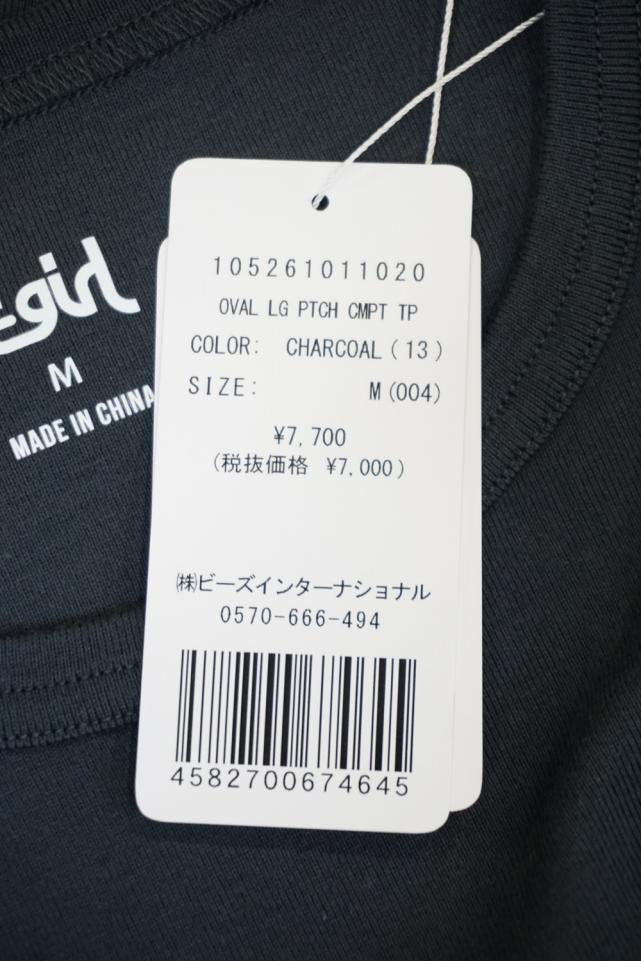 105261011020
OVAL LG PTCH CMPT TP
COLOR: CHARCOAL(13)
SIZE: M(004)
¥7,700
(税抜価格 ¥7,000)
㈱ビーズインターナショナル
0570-666-494
4582700674645
girl
M
MADE IN CHINA